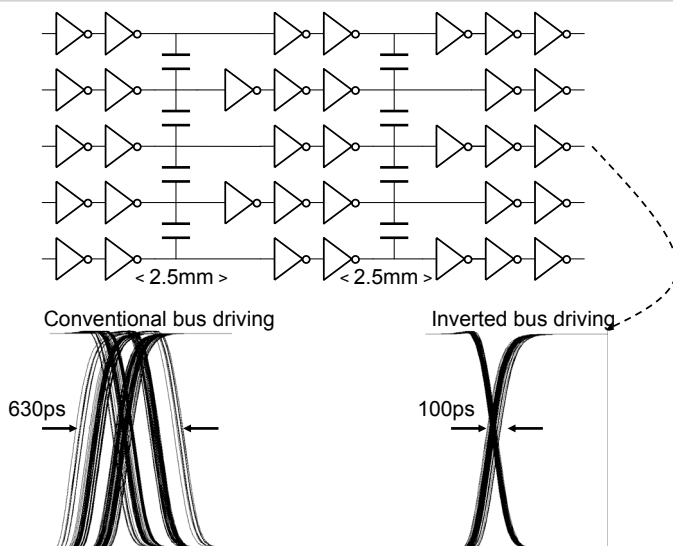 < 2.5mm > < 2.5mm >
Conventional bus driving Inverted bus driving
630ps 100ps